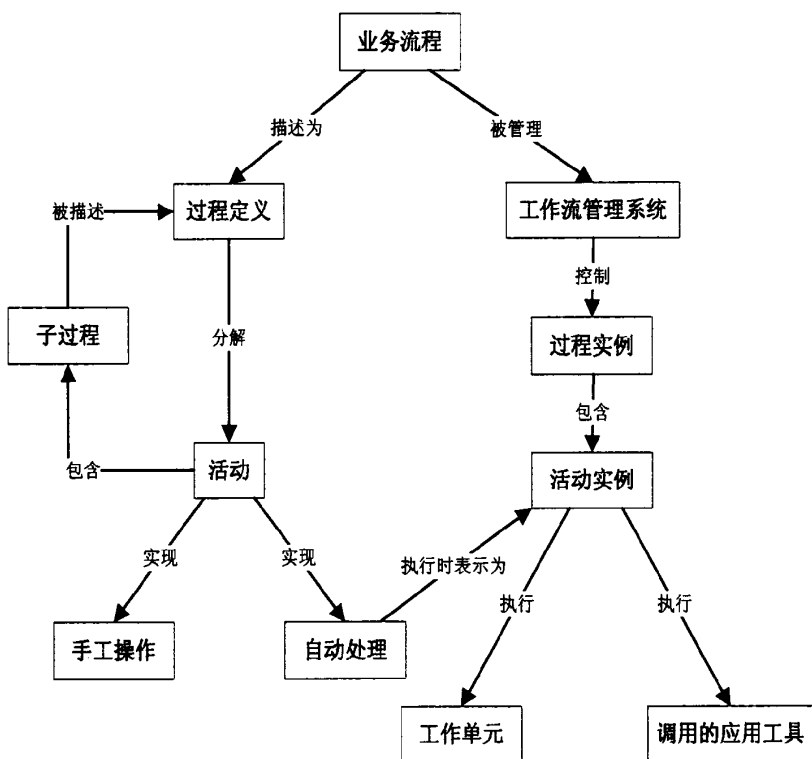 业务流程
描述为
被管理
被描述
过程定义
工作流管理系统
控制
子过程
分解
过程实例
包含
包含
活动
活动实例
实现
实现
执行时表示为
执行
执行
手工操作
自动处理
工作单元
调用的应用工具